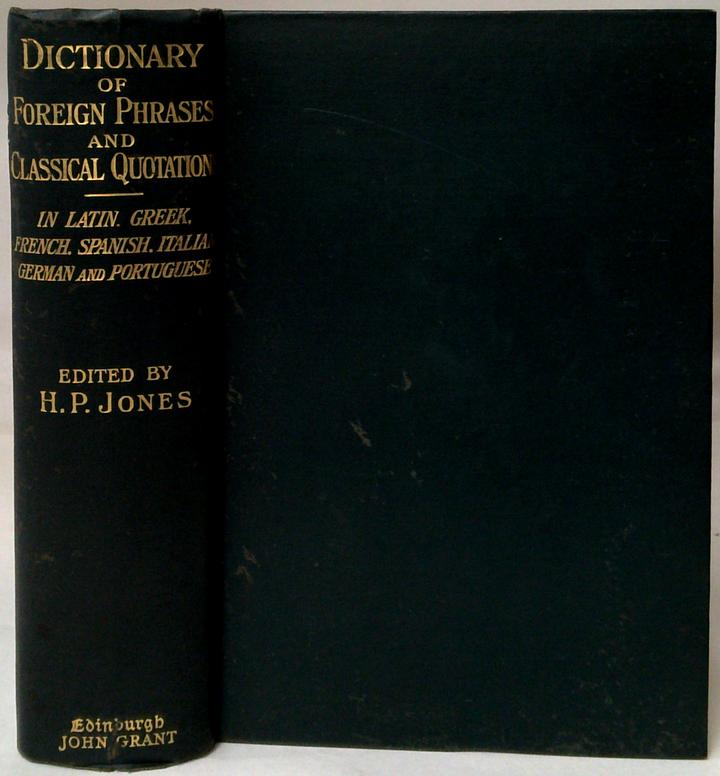 DICTIONARY
OF
FOREIGN PHRASES
AND
CLASSICAL QUOTATION
IN LATIN. GREEK,
FRENCH. SPANISH. ITALIAN
GERMAN AND PORTUGUESE
EDITED BY
H. P. JONES
Edinburgh
JOHN GRANT